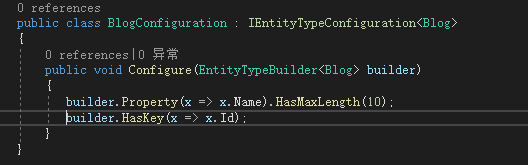 0 references
public class BlogConfiguration : IEntityTypeConfiguration<Blog>
{
0 references|0 异常
public void Configure(EntityTypeBuilder<Blog> builder)
{
builder.Property(x => x.Name).HasMaxLength(10);
builder.HasKey(x => x.Id);
}
}